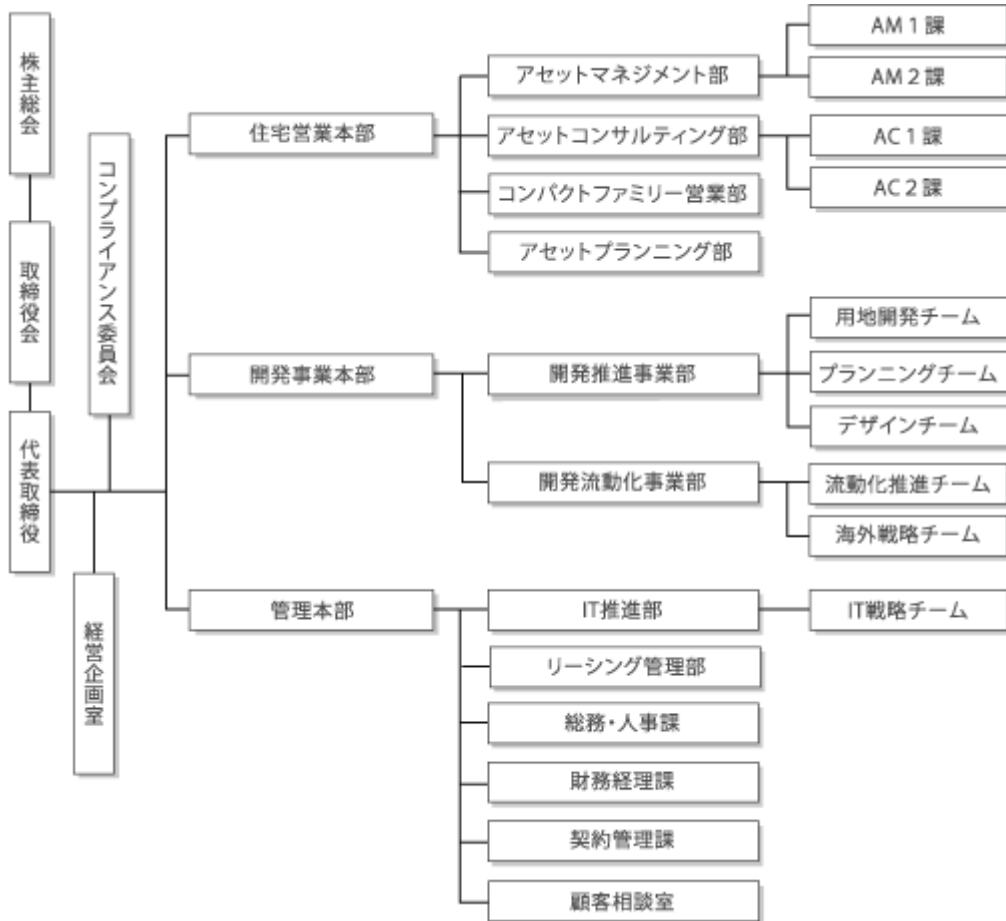 株主総会
取締役会
代表取締役
コンプライアンス委員会
経営企画室
住宅営業本部
アセットマネジメント部
AM 1 課
AM 2 課
アセットコンサルティング部
AC 1 課
AC 2 課
コンパクトファミリー営業部
アセットプランニング部
開発事業本部
開発推進事業部
用地開発チーム
プランニングチーム
デザインチーム
開発流動化事業部
流動化推進チーム
海外戦略チーム
管理本部
IT推進部
IT戦略チーム
リーシング管理部
総務・人事課
財務経理課
契約管理課
顧客相談室